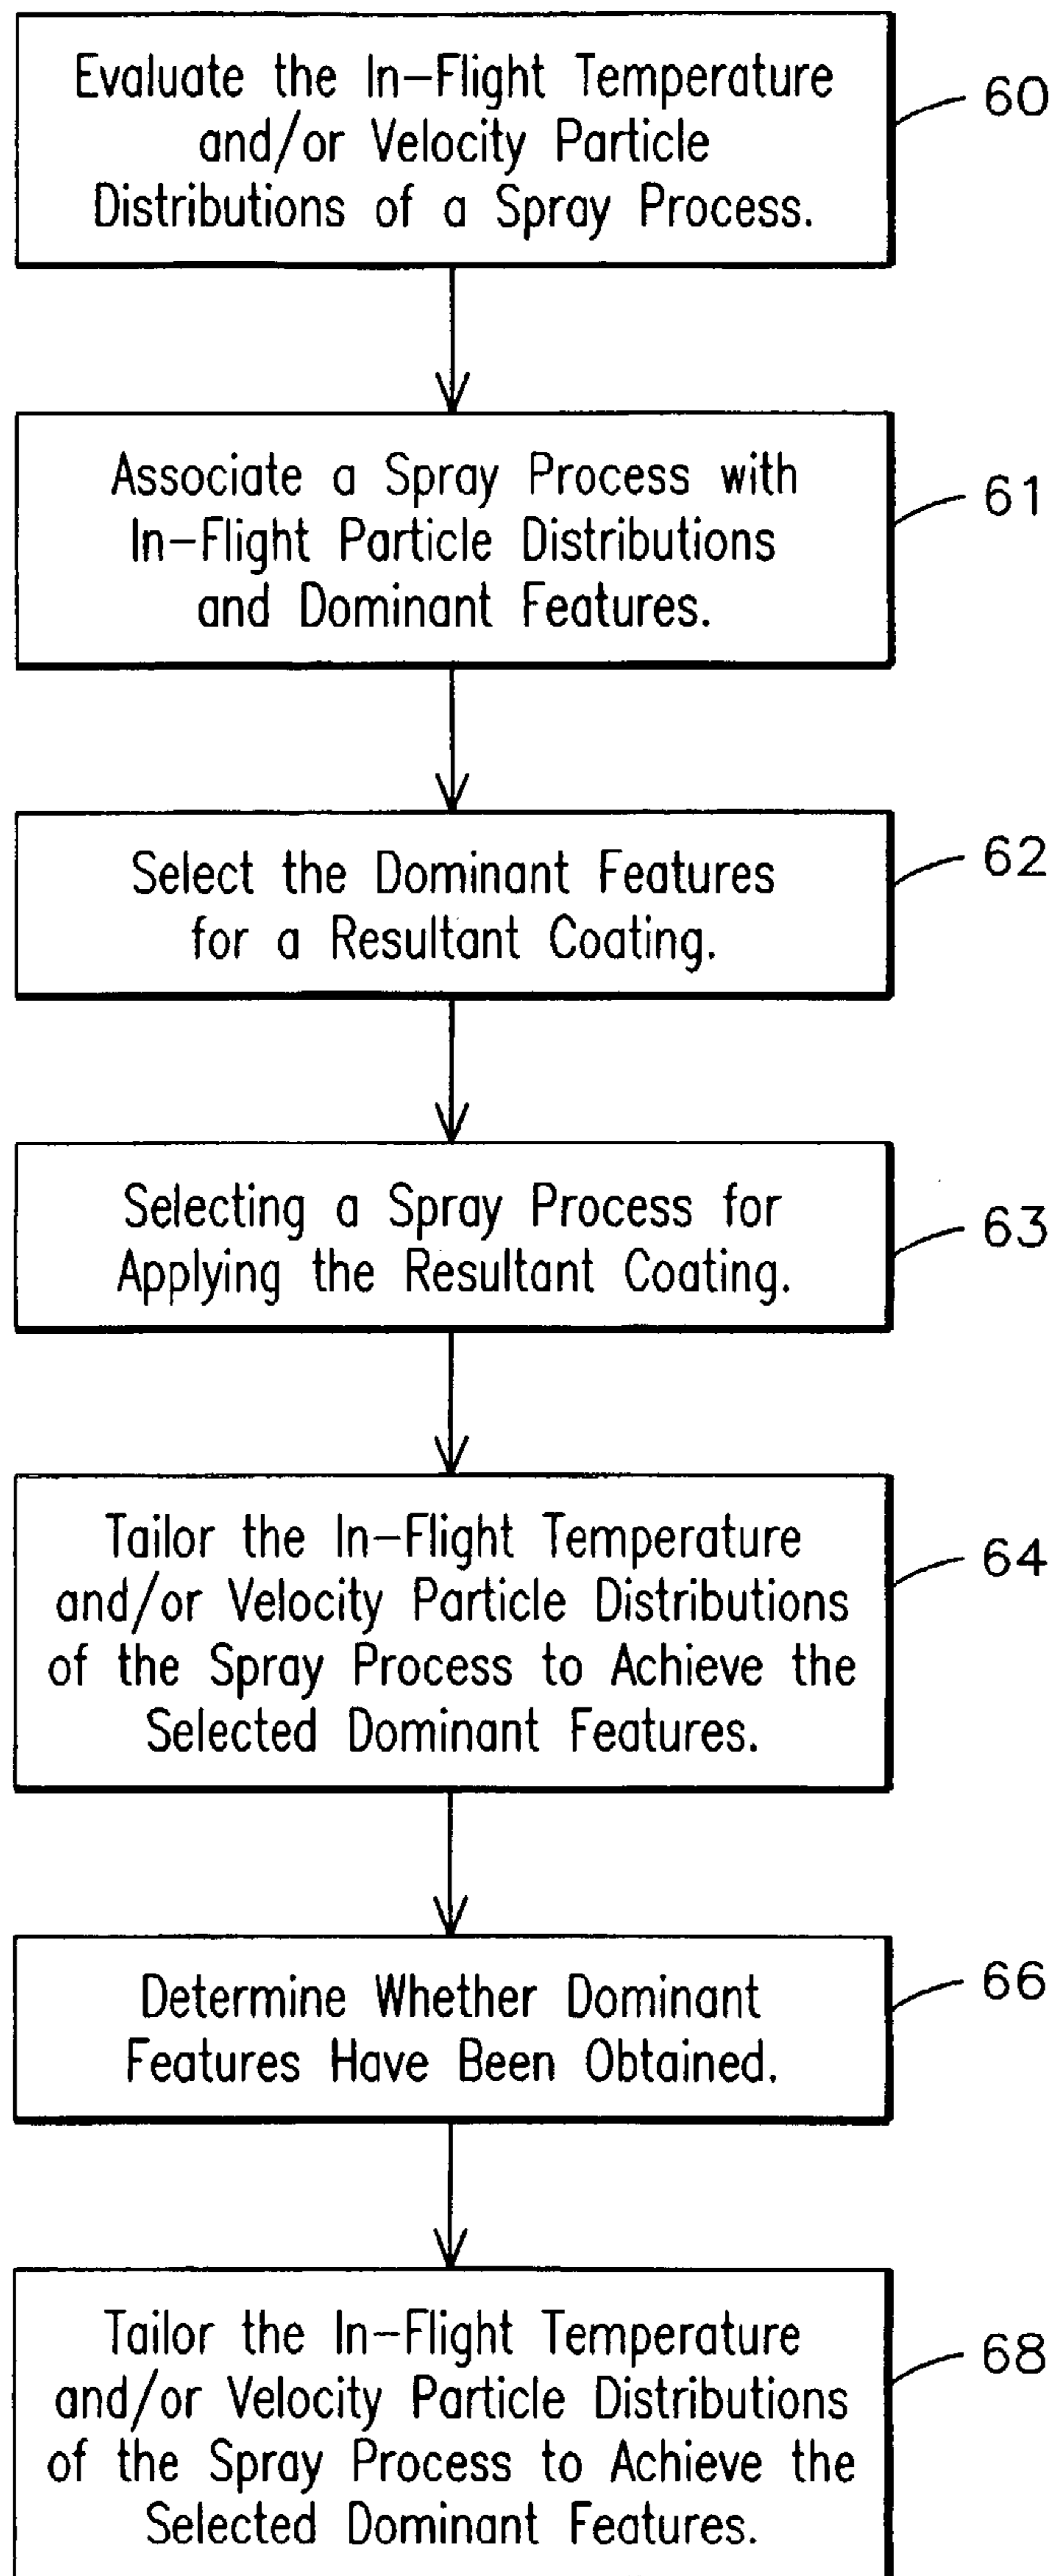 Evaluate the In-Flight Temperature
and/or Velocity Particle
Distributions of a Spray Process.
60
Associate a Spray Process with
In-Flight Particle Distributions
and Dominant Features.
61
Select the Dominant Features
for a Resultant Coating.
62
Selecting a Spray Process for
Applying the Resultant Coating.
63
Tailor the In-Flight Temperature
and/or Velocity Particle Distributions
of the Spray Process to Achieve the
Selected Dominant Features.
64
Determine Whether Dominant
Features Have Been Obtained.
66
Tailor the In-Flight Temperature
and/or Velocity Particle Distributions
of the Spray Process to Achieve the
Selected Dominant Features.
68